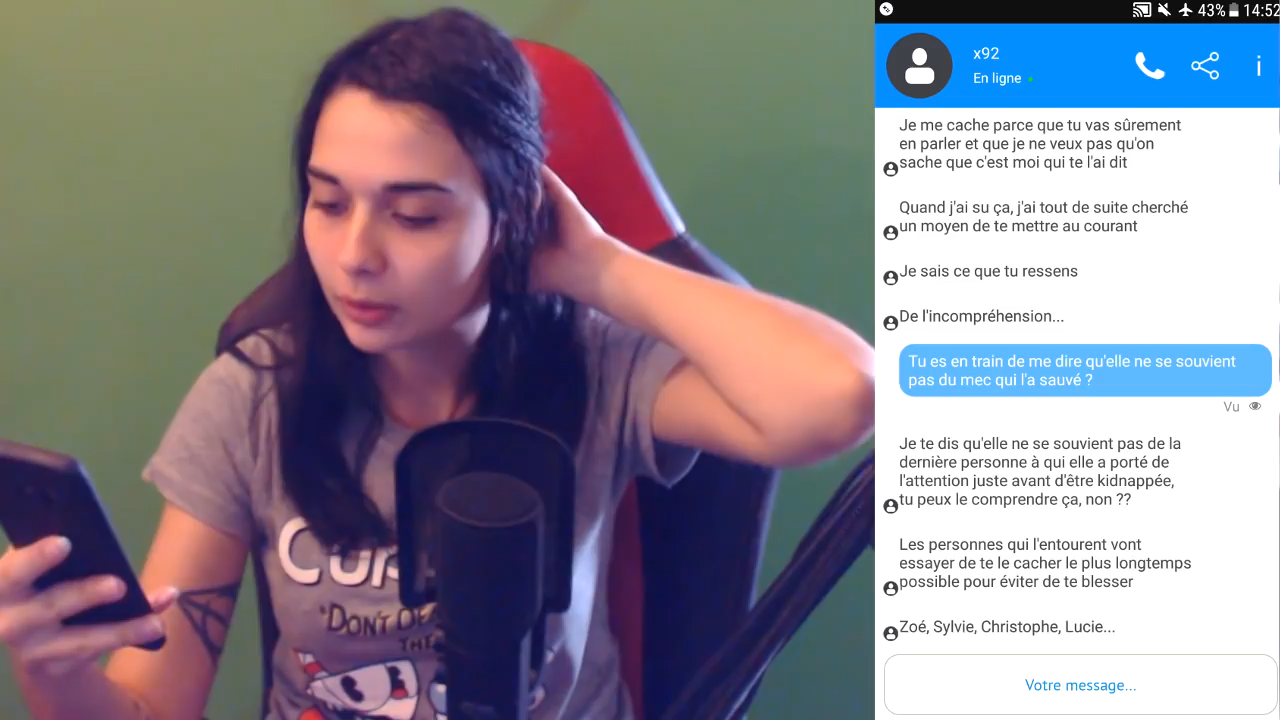 43% 14:52
x92
En ligne
Je me cache parce que tu vas sûrement
en parler et que je ne veux pas qu'on
sache que c'est moi qui te l'ai dit
Quand j'ai su ça, j'ai tout de suite cherché
un moyen de te mettre au courant
Je sais ce que tu ressens
De l'incompréhension...
Tu es en train de me dire qu'elle ne se souvient
pas du mec qui l'a sauvé ?
Vu
Je te dis qu'elle ne se souvient pas de la
dernière personne à qui elle a porté de
l'attention juste avant d'être kidnappée,
tu peux le comprendre ça, non ??
Les personnes qui l'entourent vont
essayer de te le cacher le plus longtemps
possible pour éviter de te blesser
Zoé, Sylvie, Christophe, Lucie...
Votre message...
"DON'T
THE